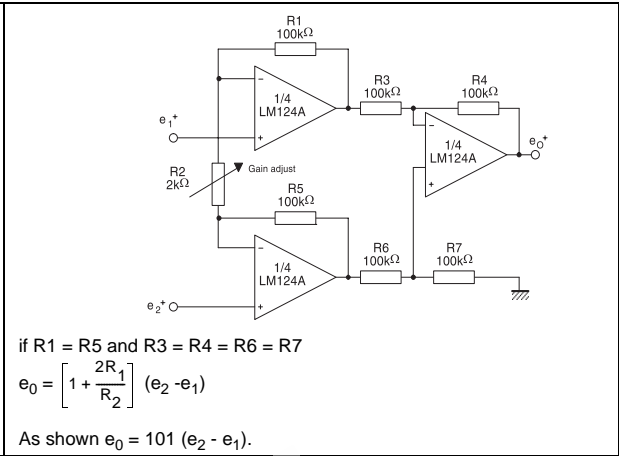 R1
100kΩ
R3
100kΩ
R4
100kΩ
1/4
LM124A
e1+
1/4
LM124A
eO+
R2
2kΩ
Gain adjust
R5
100kΩ
R6
100kΩ
R7
100kΩ
1/4
LM124A
e2+
if R1 = R5 and R3 = R4 = R6 = R7
e0 = [1 + 2R1/R2] (e2 -e1)
As shown e0 = 101 (e2 - e1).